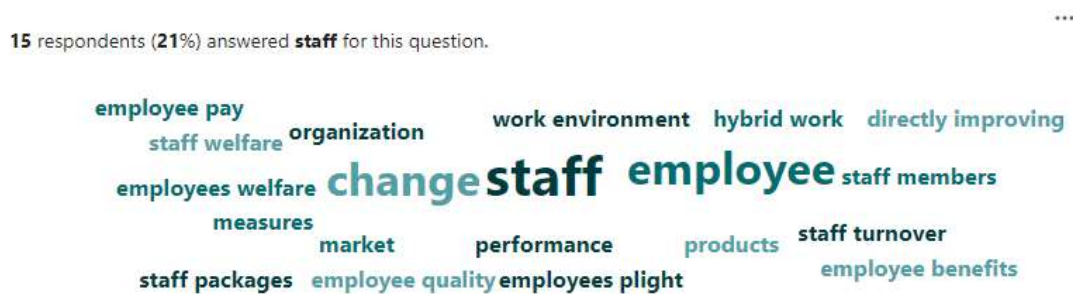 ...
15 respondents (21%) answered staff for this question.
employee pay
work environment hybrid work directly improving
organization
staff welfare
change staff employee staff members
employees welfare
measures
market performance products staff turnover
staff packages employee quality employees plight employee benefits